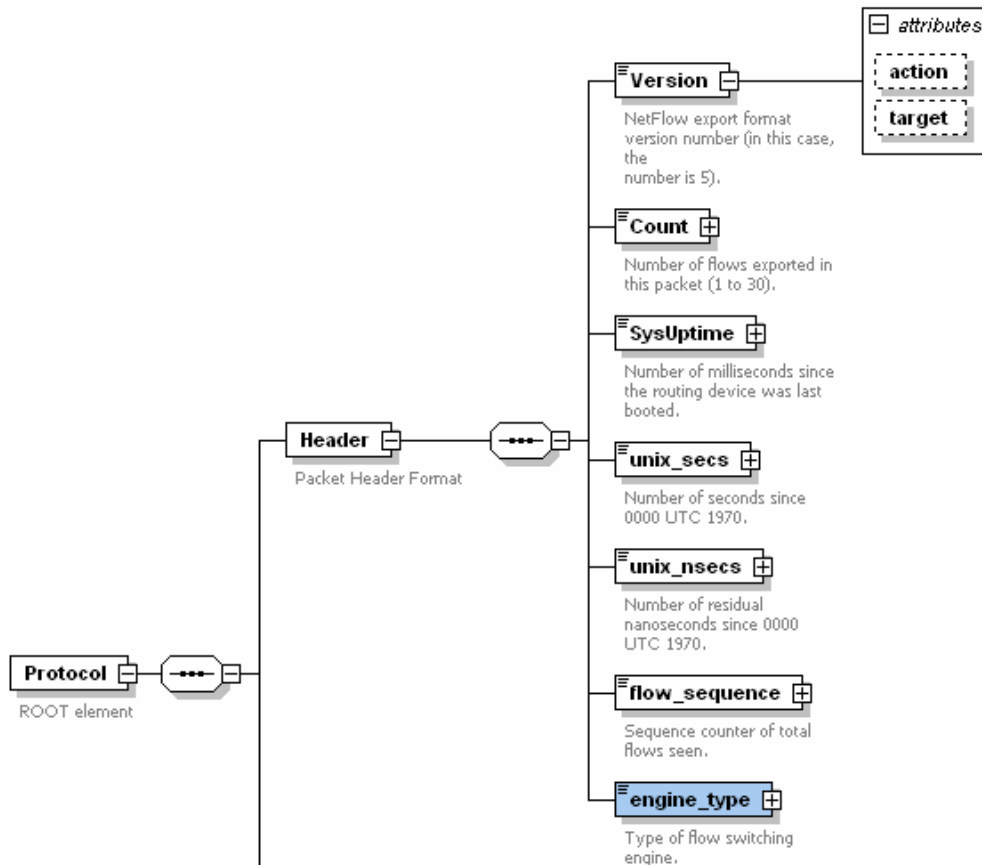 attributes
action
target
Version
NetFlow export format
version number (in this case,
the
number is 5).
Count
Number of flows exported in
this packet (1 to 30).
SysUptime
Number of milliseconds since
the routing device was last
booted.
Header
Packet Header Format
unix_secs
Number of seconds since
0000 UTC 1970.
unix_nsecs
Number of residual
nanoseconds since 0000
UTC 1970.
Protocol
ROOT element
flow_sequence
Sequence counter of total
flows seen.
engine_type
Type of flow switching
engine.